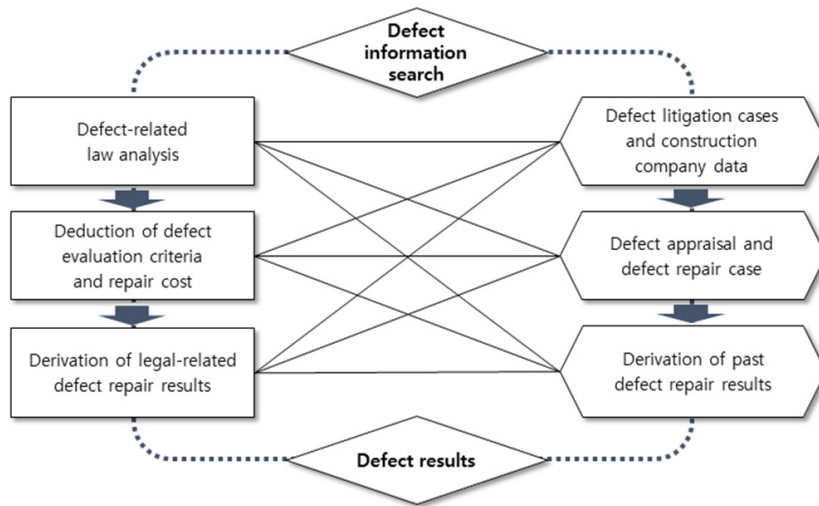 Defect
information
search
Defect-related
law analysis
Defect litigation cases
and construction
company data
Deduction of defect
evaluation criteria
and repair cost
Defect appraisal and
defect repair case
Derivation of legal-related
defect repair results
Derivation of past
defect repair results
Defect results